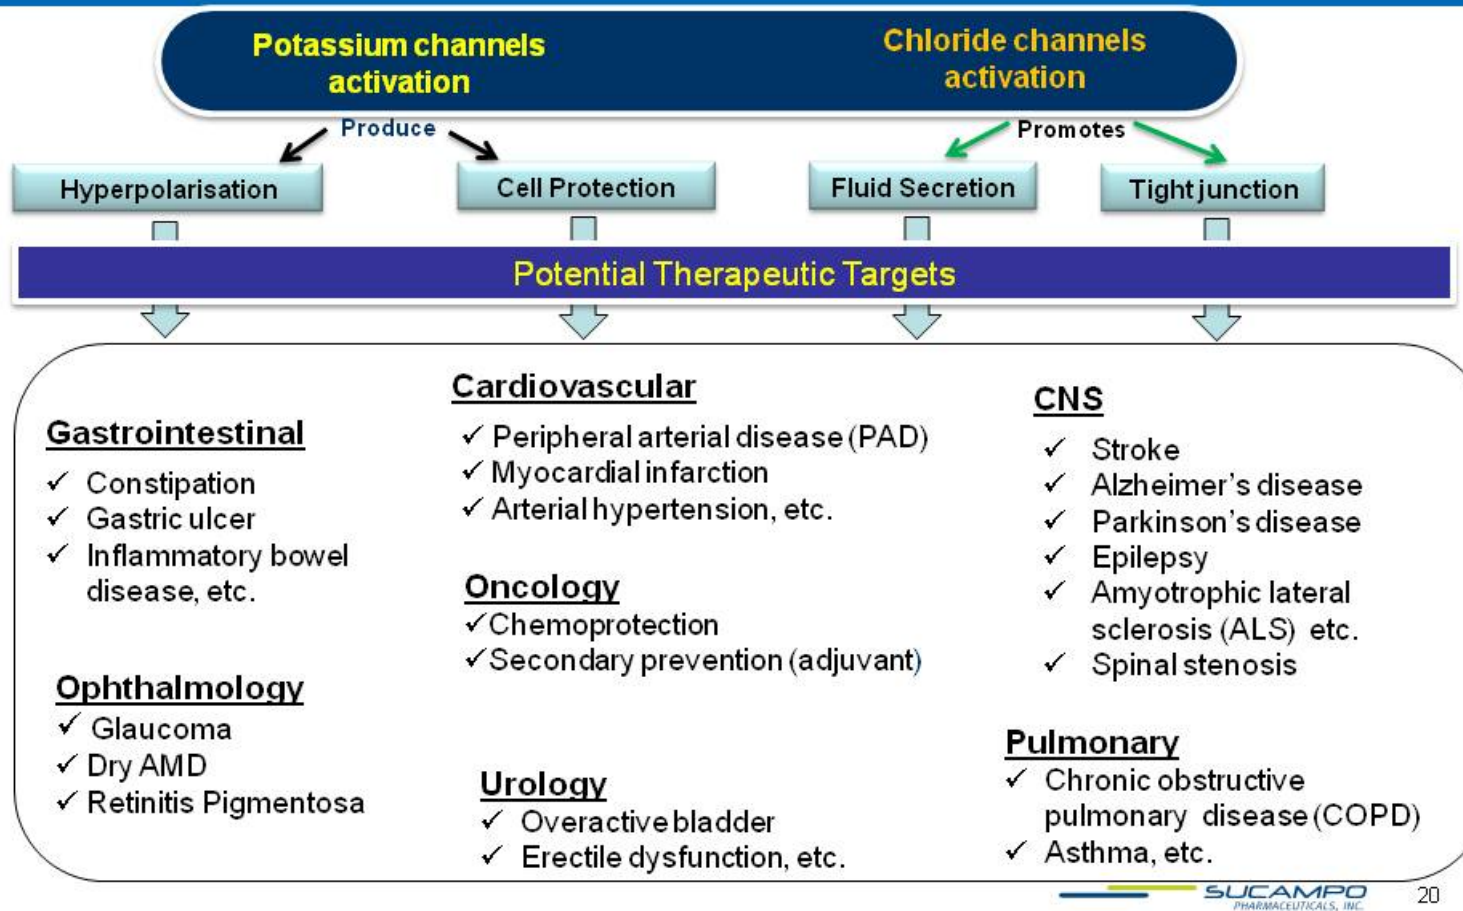 Potassium channels
activation
Chloride channels
activation
Produce
Promotes
Hyperpolarisation
Cell Protection
Fluid Secretion
Tight junction
Potential Therapeutic Targets
Gastrointestinal
✓ Constipation
✓ Gastric ulcer
✓ Inflammatory bowel
disease, etc.
Ophthalmology
✓ Glaucoma
✓ Dry AMD
✓ Retinitis Pigmentosa
Cardiovascular
✓ Peripheral arterial disease (PAD)
✓ Myocardial infarction
✓ Arterial hypertension, etc.
Oncology
✓ Chemoprotection
✓ Secondary prevention (adjuvant)
Urology
✓ Overactive bladder
✓ Erectile dysfunction, etc.
CNS
✓ Stroke
✓ Alzheimer's disease
✓ Parkinson's disease
✓ Epilepsy
✓ Amyotrophic lateral
sclerosis (ALS) etc.
✓ Spinal stenosis
Pulmonary
✓ Chronic obstructive
pulmonary disease (COPD)
✓ Asthma, etc.
SUCAMPO
PHARMACEUTICALS, INC.
20